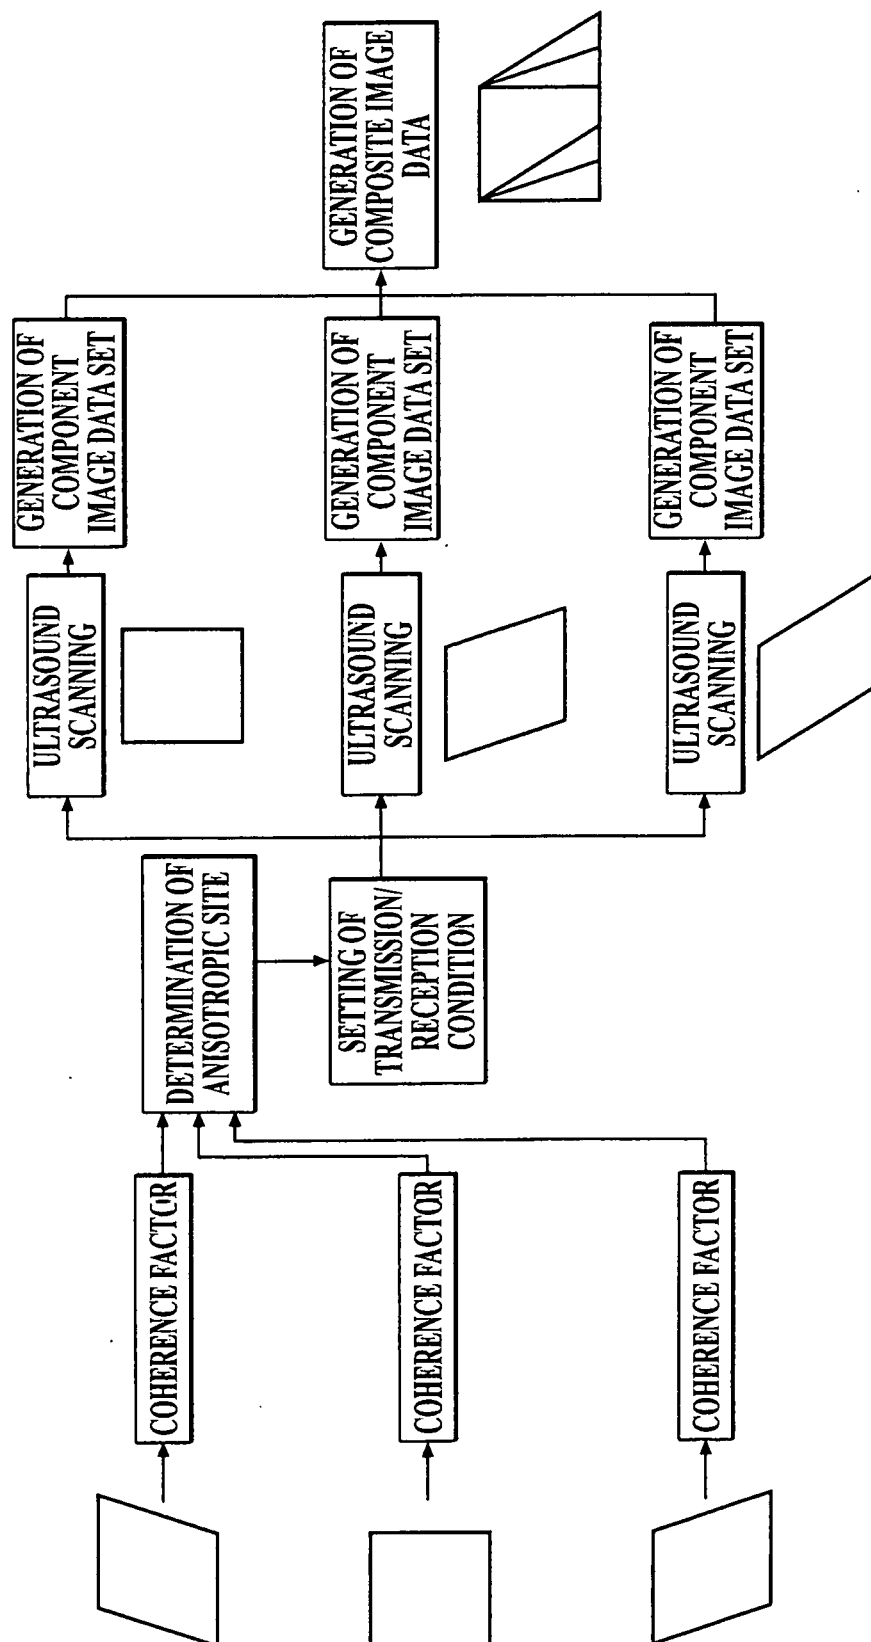 COHERENCE FACTOR
COHERENCE FACTOR
COHERENCE FACTOR
DETERMINATION OF
ANISOTROPIC SITE
SETTING OF
TRANSMISSION/
RECEPTION
CONDITION
ULTRASOUND
SCANNING
ULTRASOUND
SCANNING
ULTRASOUND
SCANNING
GENERATION OF
COMPONENT
IMAGE DATA SET
GENERATION OF
COMPONENT
IMAGE DATA SET
GENERATION OF
COMPONENT
IMAGE DATA SET
GENERATION OF
COMPOSITE IMAGE
DATA